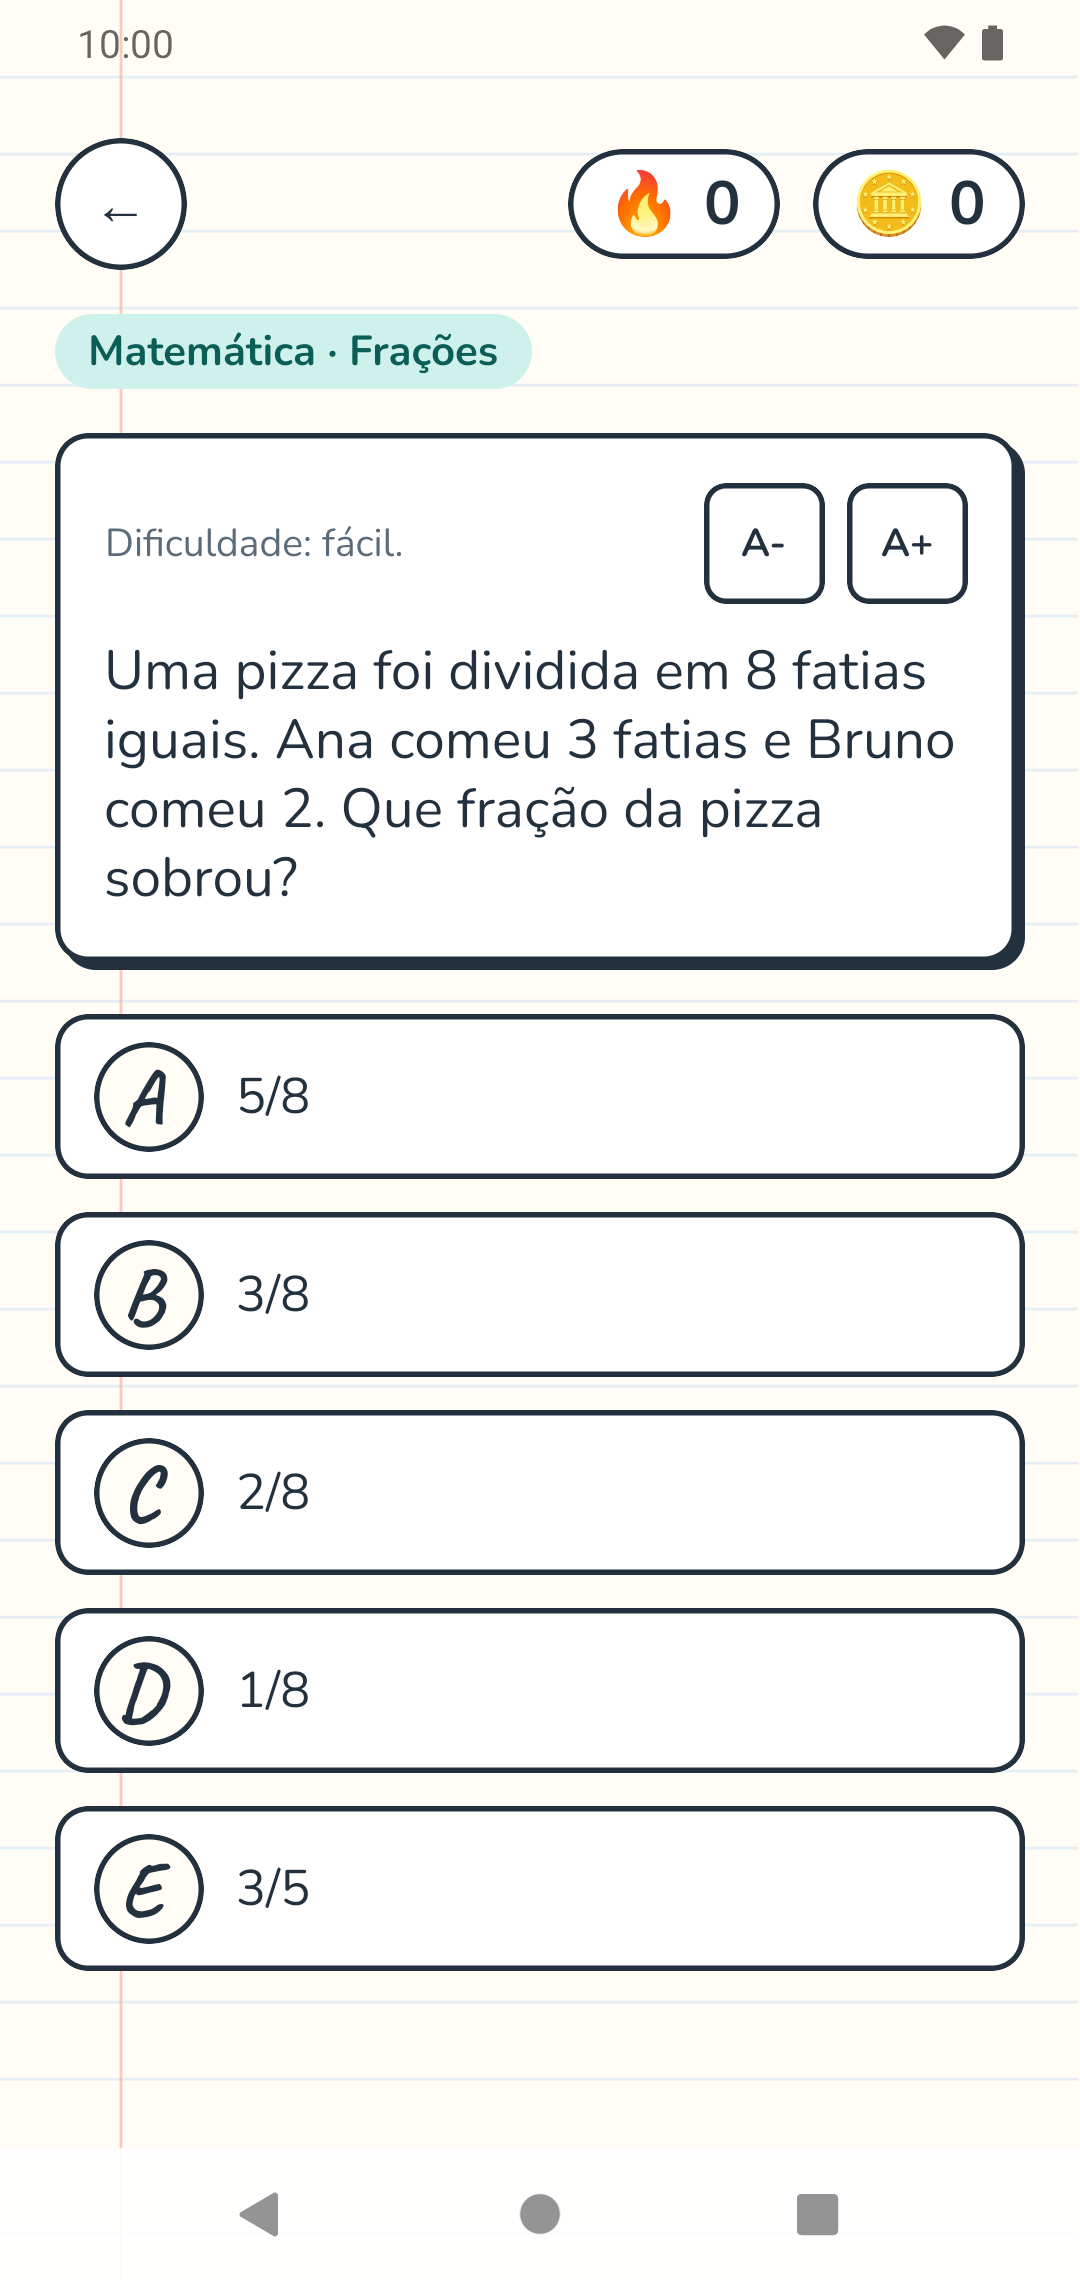 10:00
←
🔥 0
🪙 0
Matemática · Frações
Dificuldade: fácil.
A-
A+
Uma pizza foi dividida em 8 fatias
iguais. Ana comeu 3 fatias e Bruno
comeu 2. Que fração da pizza
sobrou?
A 5/8
B 3/8
C 2/8
D 1/8
E 3/5